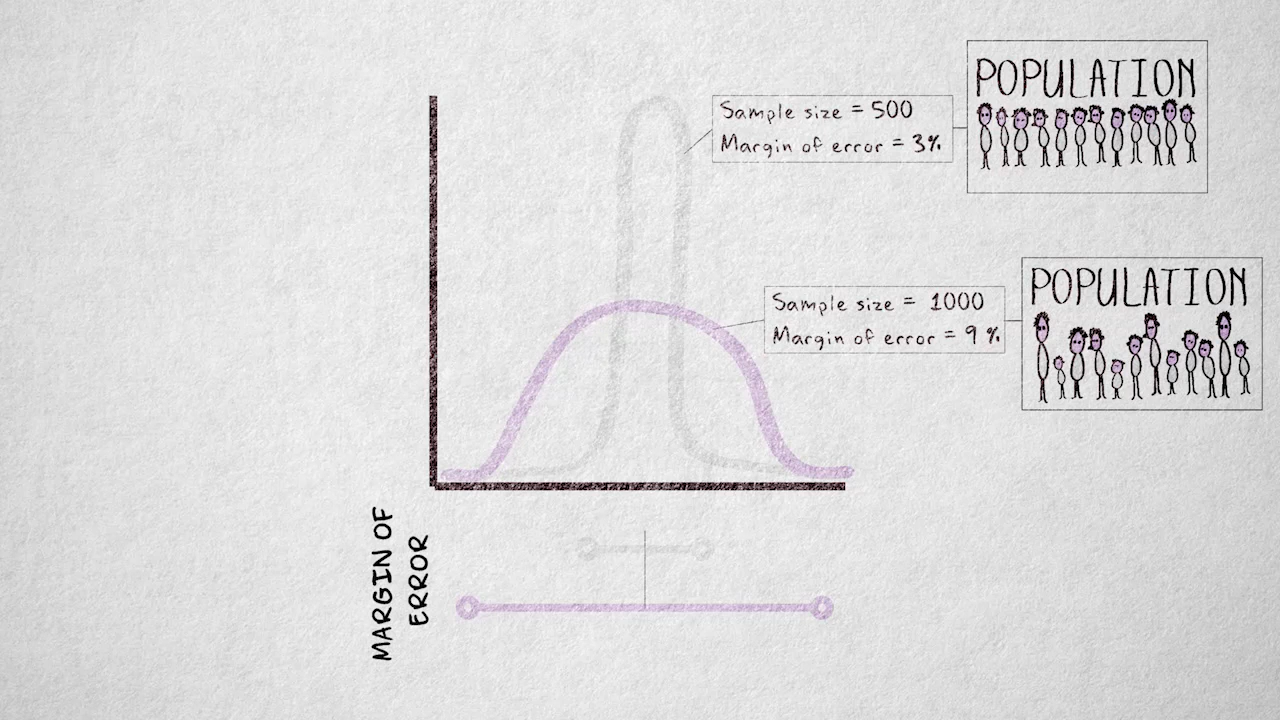 POPULATION
Sample size = 500
Margin of error = 3%
POPULATION
Sample size = 1000
Margin of error = 9 %
MARGIN OF
ERROR